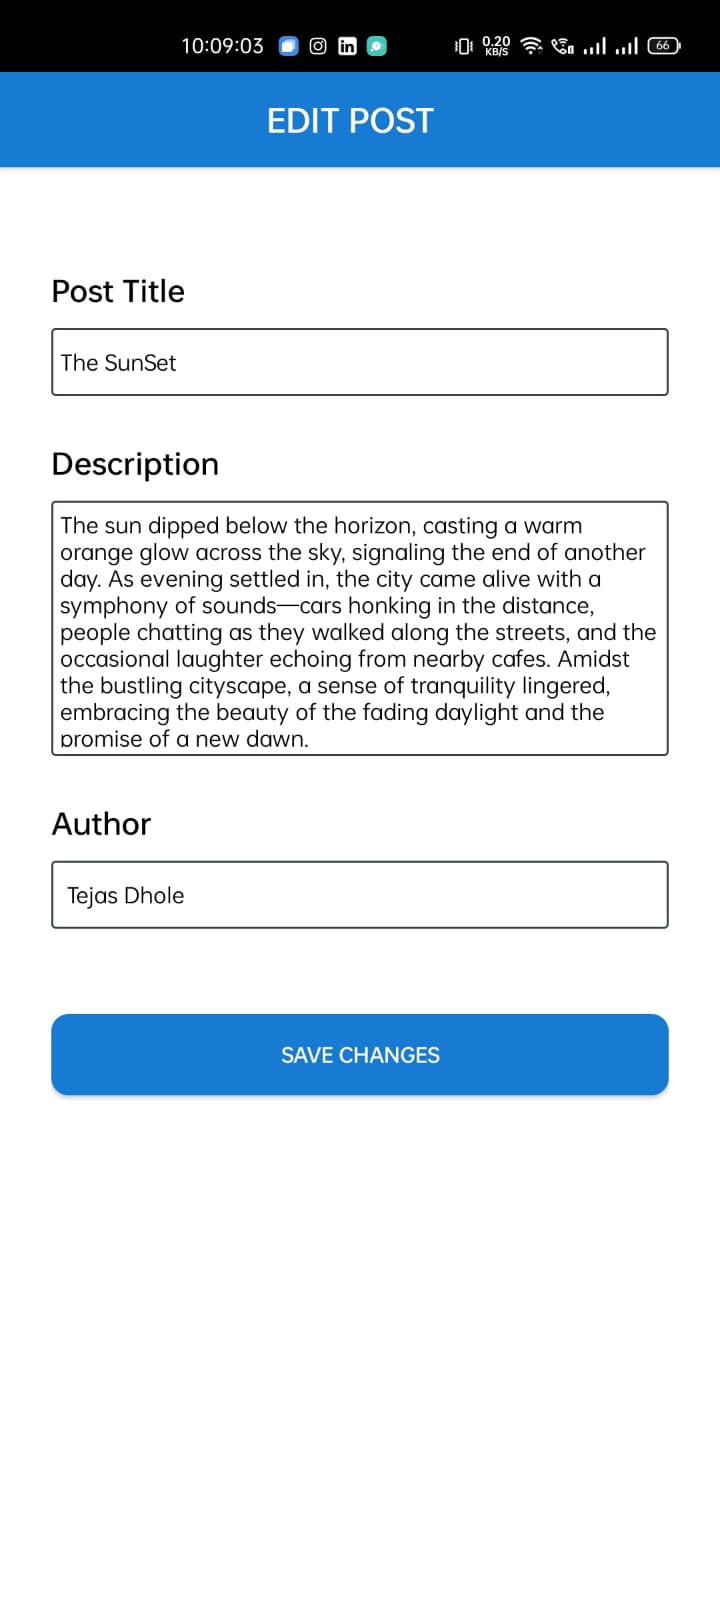 10:09:03 in 0.20 KB/S 66
EDIT POST
Post Title
The SunSet
Description
The sun dipped below the horizon, casting a warm
orange glow across the sky, signaling the end of another
day. As evening settled in, the city came alive with a
symphony of sounds—cars honking in the distance,
people chatting as they walked along the streets, and the
occasional laughter echoing from nearby cafes. Amidst
the bustling cityscape, a sense of tranquility lingered,
embracing the beauty of the fading daylight and the
promise of a new dawn.
Author
Tejas Dhole
SAVE CHANGES